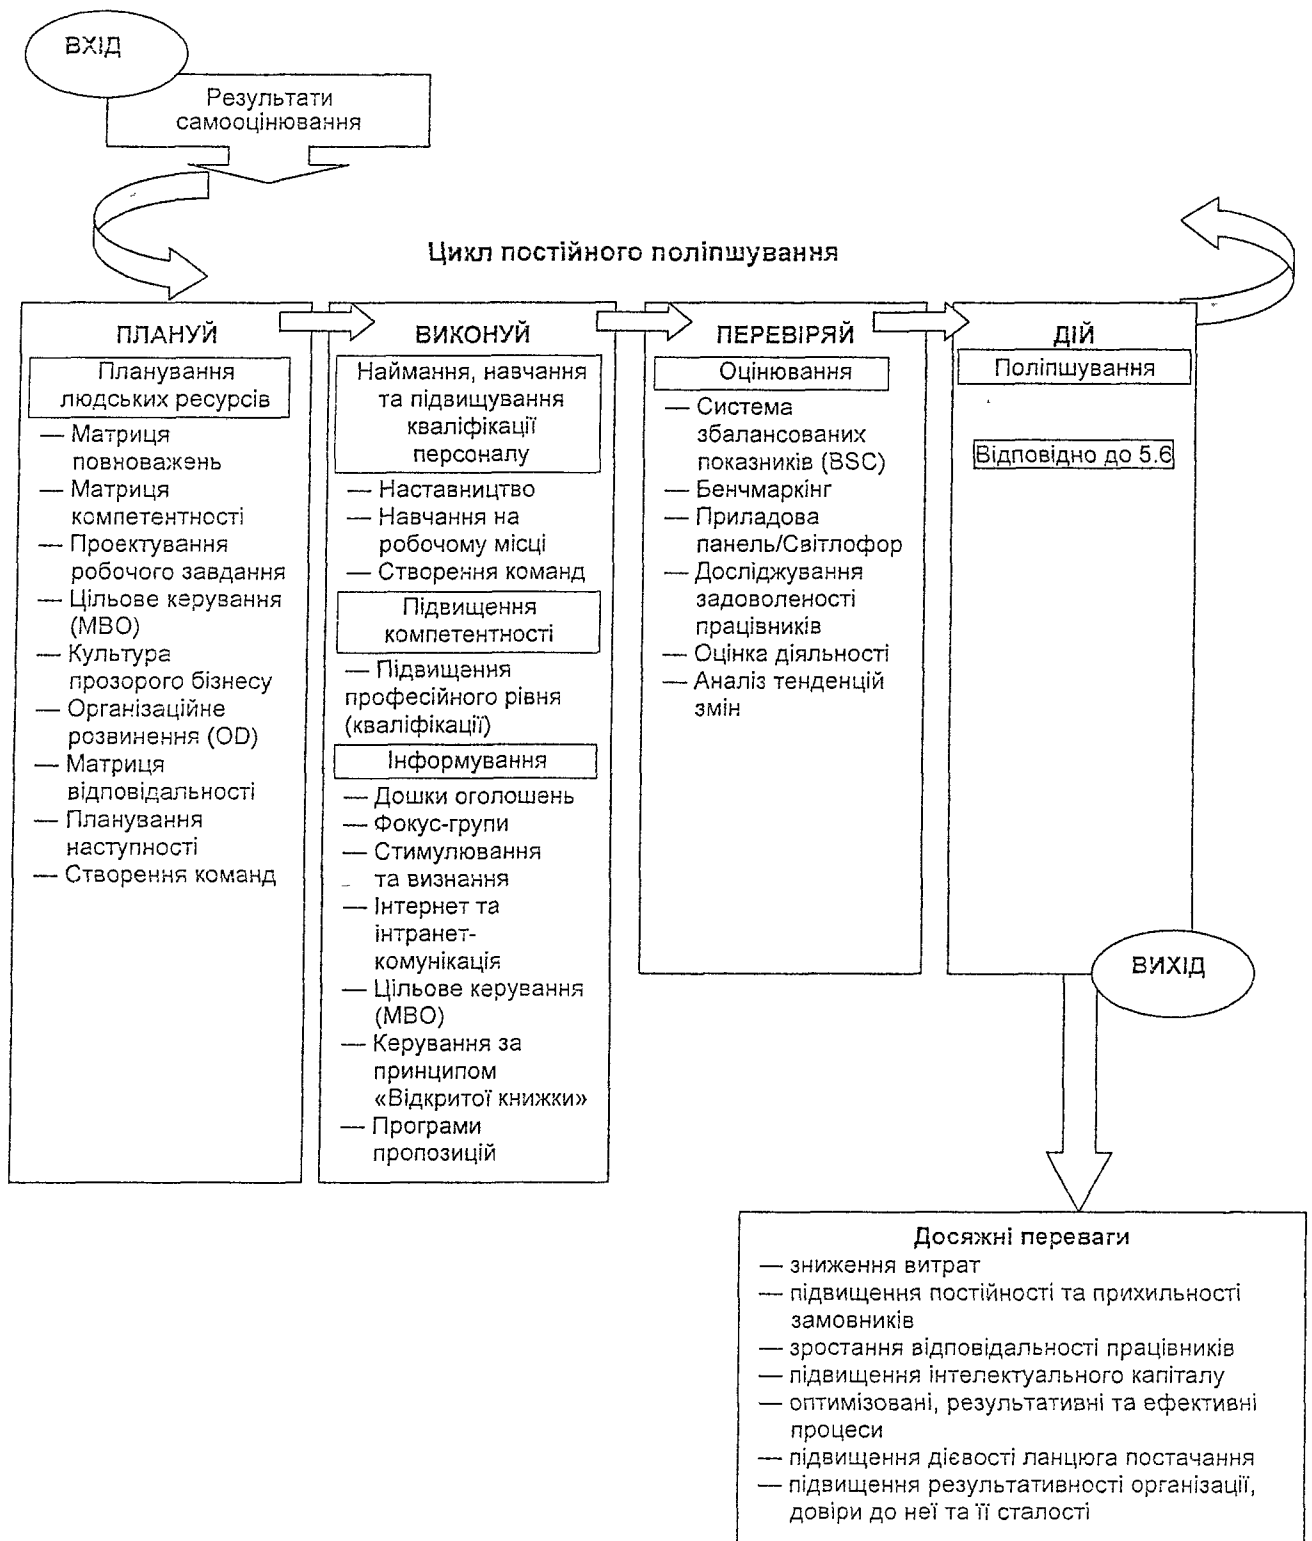 ВХІД
Результати
самооцінювання
Цикл постійного поліпшування
ПЛАНУЙ
Планування
людських ресурсів
— Матриця
повноважень
— Матриця
компетентності
— Проектування
робочого завдання
— Цільове керування
(МВО)
— Культура
прозорого бізнесу
— Організаційне
розвинення (OD)
— Матриця
відповідальності
— Планування
наступності
— Створення команд
ВИКОНУЙ
Наймання, навчання
та підвищування
кваліфікації
персоналу
— Наставництво
— Навчання на
робочому місці
— Створення команд
Підвищення
компетентності
— Підвищення
професійного рівня
(кваліфікації)
Інформування
— Дошки оголошень
— Фокус-групи
— Стимулювання
та визнання
— Інтернет та
інтранет-
комунікація
— Цільове керування
(МВО)
— Керування за
принципом
«Відкритої книжки»
— Програми
пропозицій
ПЕРЕВІРЯЙ
Оцінювання
— Система
збалансованих
показників (BSC)
— Бенчмаркінг
— Приладова
панель/Світлофор
— Досліджування
задоволеності
працівників
— Оцінка діяльності
— Аналіз тенденцій
змін
ДІЙ
Поліпшування
Відповідно до 5.6
ВИХІД
Досяжні переваги
— зниження витрат
— підвищення постійності та прихильності
замовників
— зростання відповідальності працівників
— підвищення інтелектуального капіталу
— оптимізовані, результативні та ефективні
процеси
— підвищення дієвості ланцюга постачання
— підвищення результативності організації,
довіри до неї та її сталості